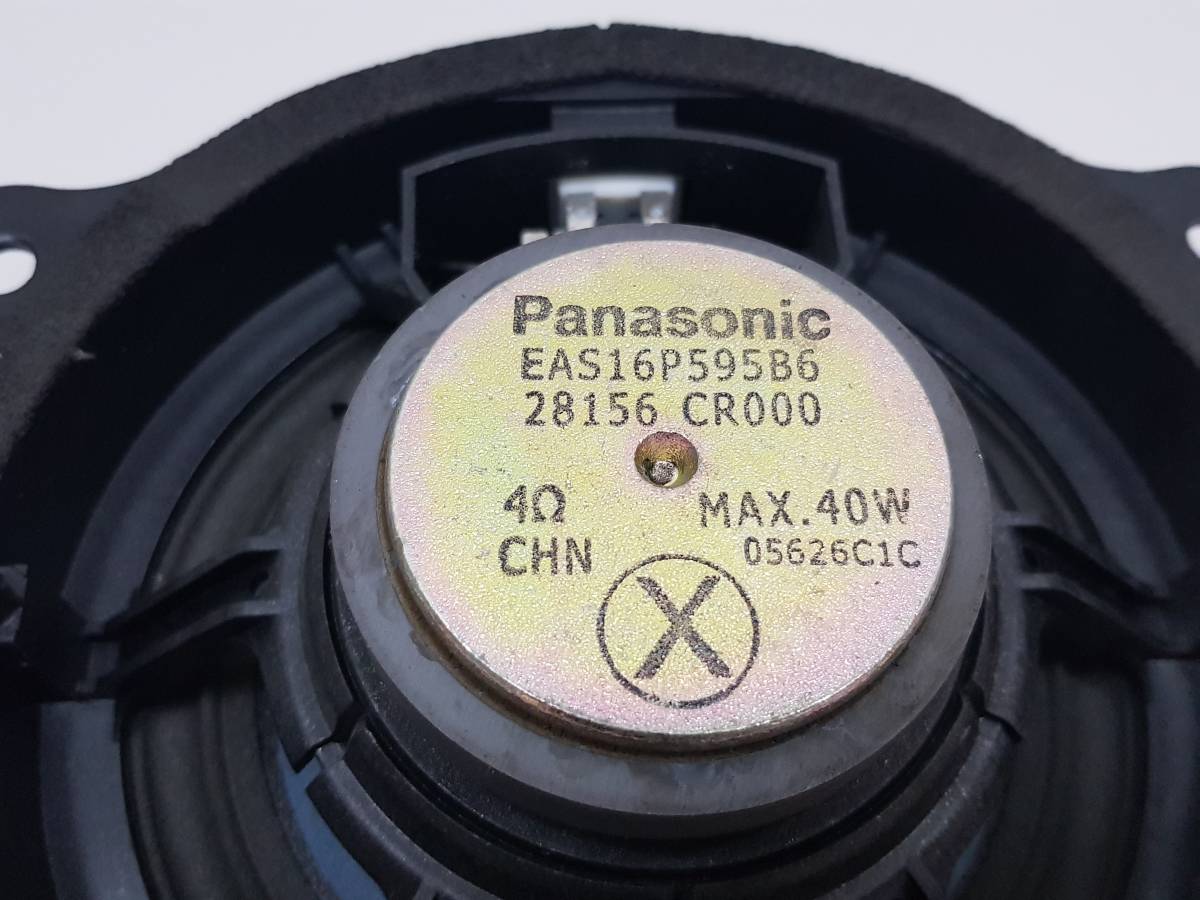 Panasonic
EAS16P595B6
28156 CR000
4Ω MAX.40W
CHN 05626C1C
X